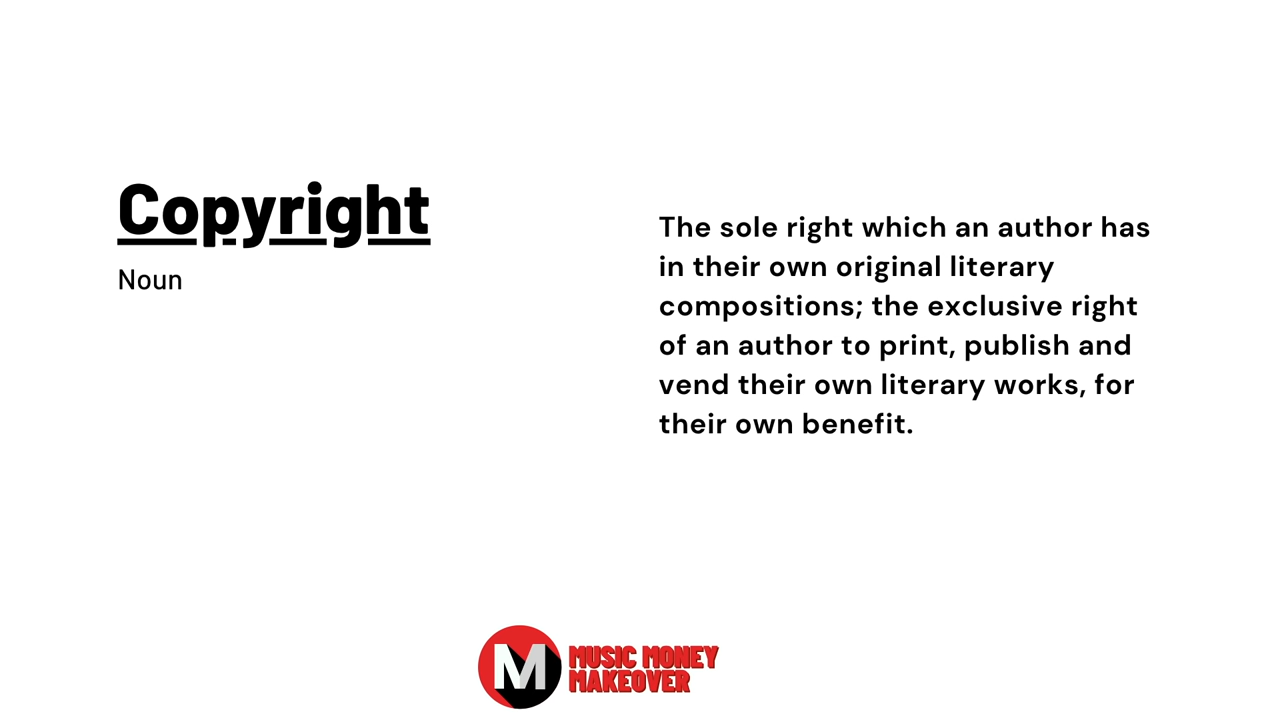 Copyright
Noun
The sole right which an author has
in their own original literary
compositions; the exclusive right
of an author to print, publish and
vend their own literary works, for
their own benefit.
M
MUSIC MONEY
MAKEOVER